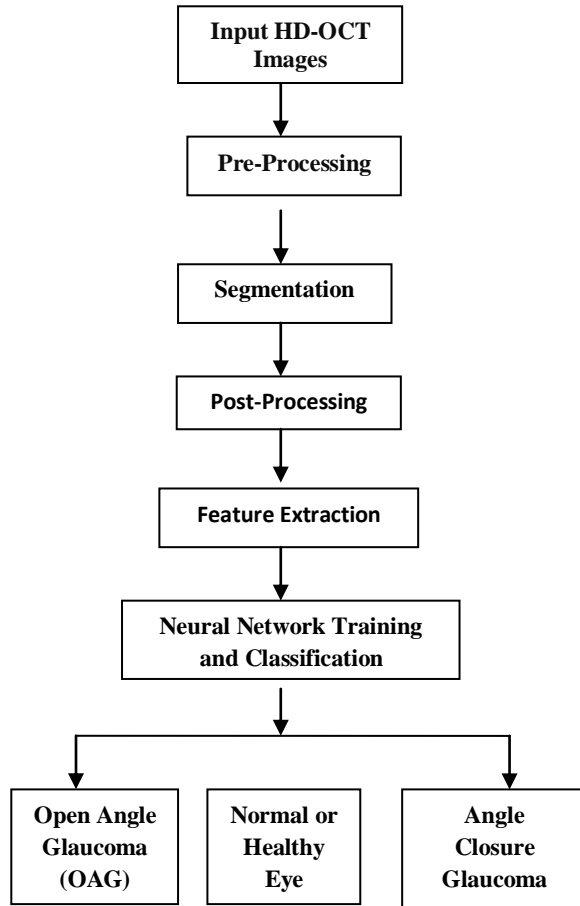 Input HD-OCT
Images
Pre-Processing
Segmentation
Post-Processing
Feature Extraction
Neural Network Training
and Classification
Open Angle
Glaucoma
(OAG)
Normal or
Healthy
Eye
Angle
Closure
Glaucoma